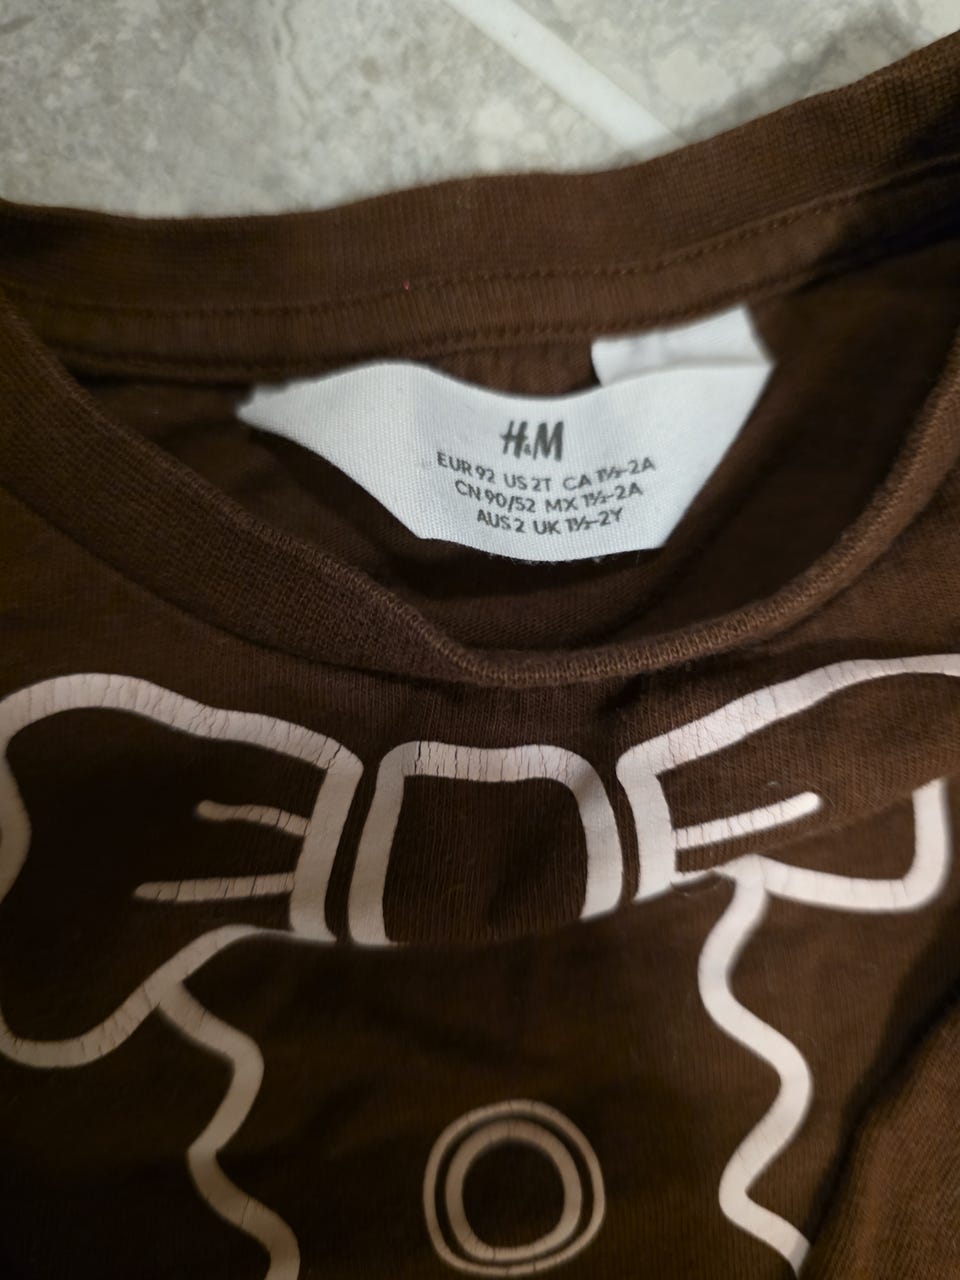 H&M
EUR 92 US 2T CA 1½-2A
CN 90/52 MX 1½-2A
AUS 2 UK 1½-2Y